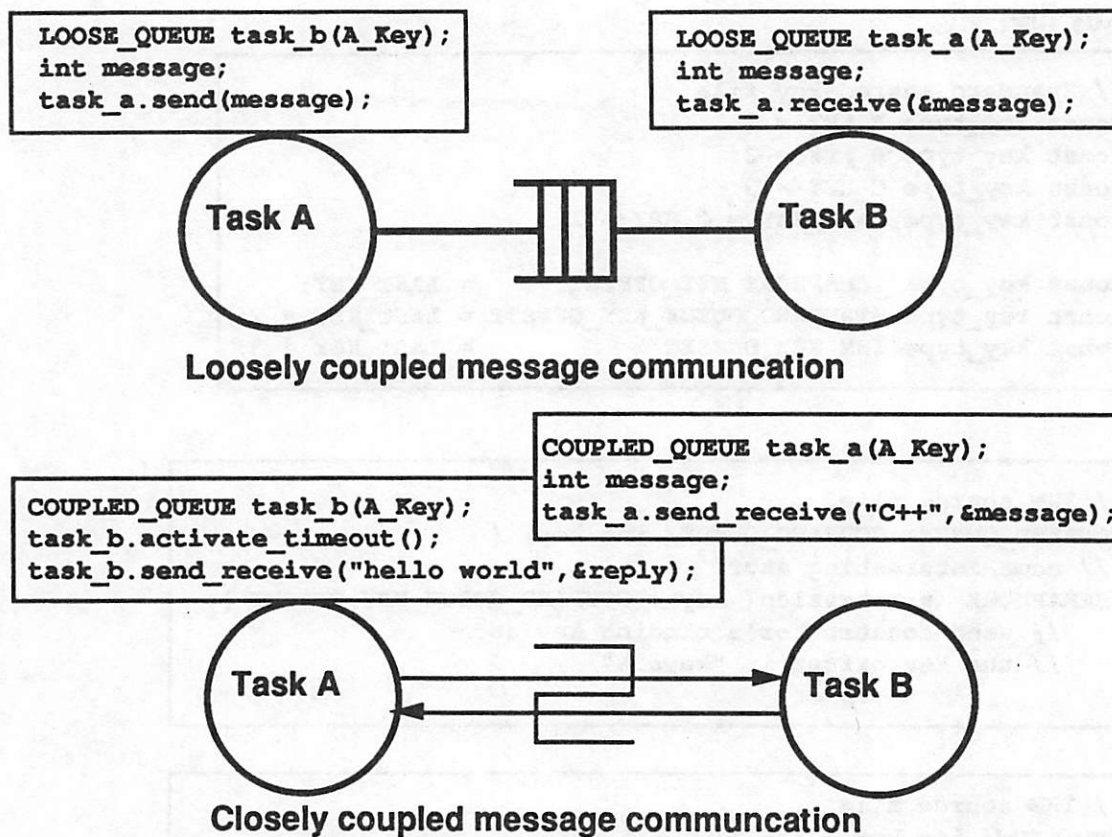 LOOSE_QUEUE task_b(A_Key);
int message;
task_a.send(message);
LOOSE_QUEUE task_a(A_Key);
int message;
task_a.receive(&message);
Task A
Task B
Loosely coupled message communcation
COUPLED_QUEUE task_a(A_Key);
int message;
task_a.send_receive("C++",&message);
COUPLED_QUEUE task_b(A_Key);
task_b.activate_timeout();
task_b.send_receive("hello world",&reply);
Task A
Task B
Closely coupled message communcation